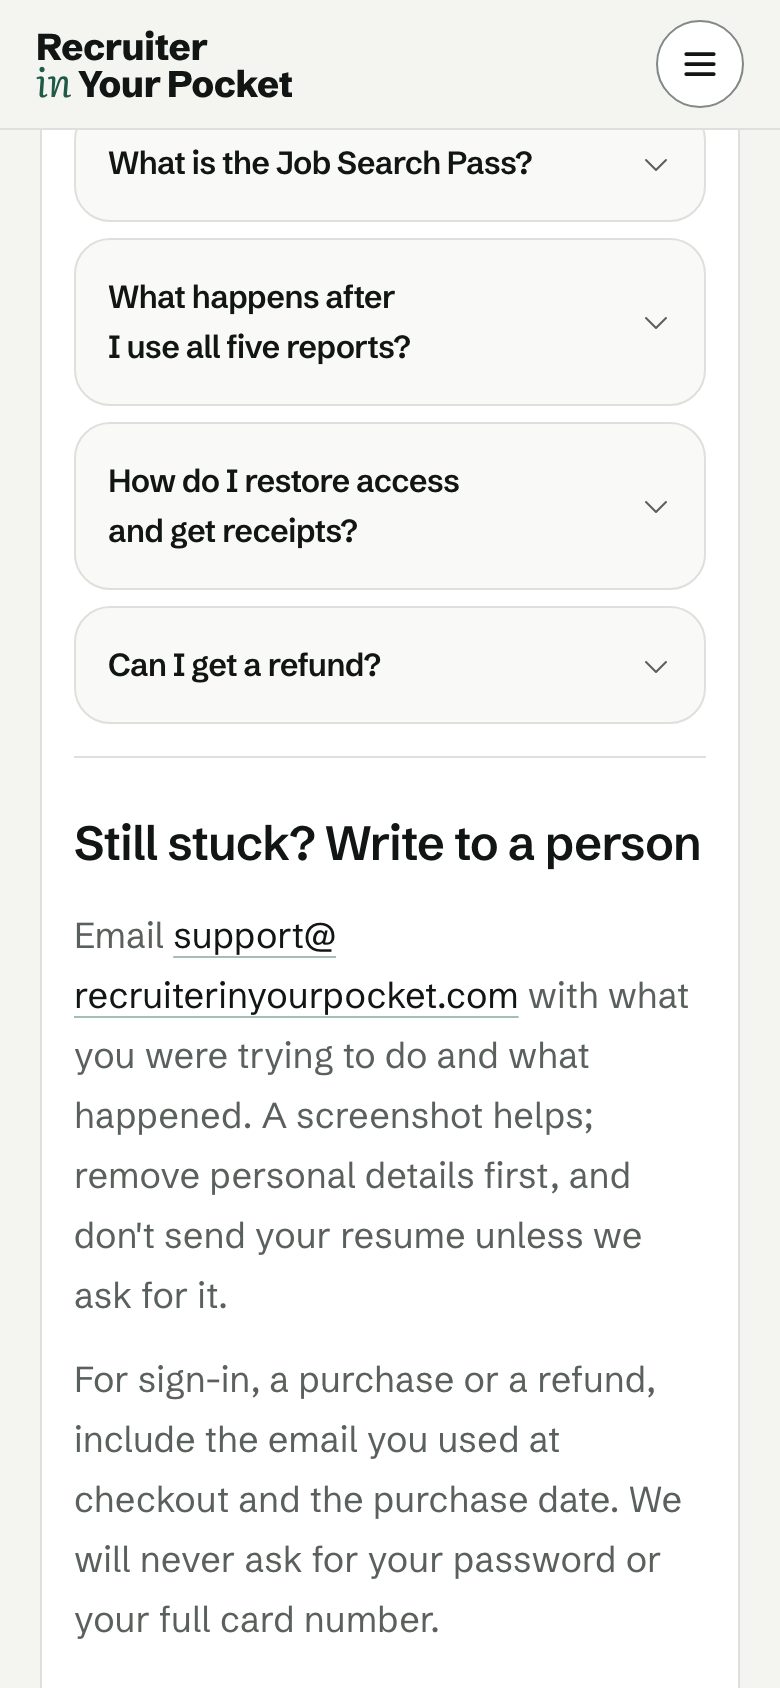 Recruiter
in Your Pocket
What is the Job Search Pass?
What happens after
I use all five reports?
How do I restore access
and get receipts?
Can I get a refund?
Still stuck? Write to a person
Email support@
recruiterinyourpocket.com with what
you were trying to do and what
happened. A screenshot helps;
remove personal details first, and
don't send your resume unless we
ask for it.
For sign-in, a purchase or a refund,
include the email you used at
checkout and the purchase date. We
will never ask for your password or
your full card number.